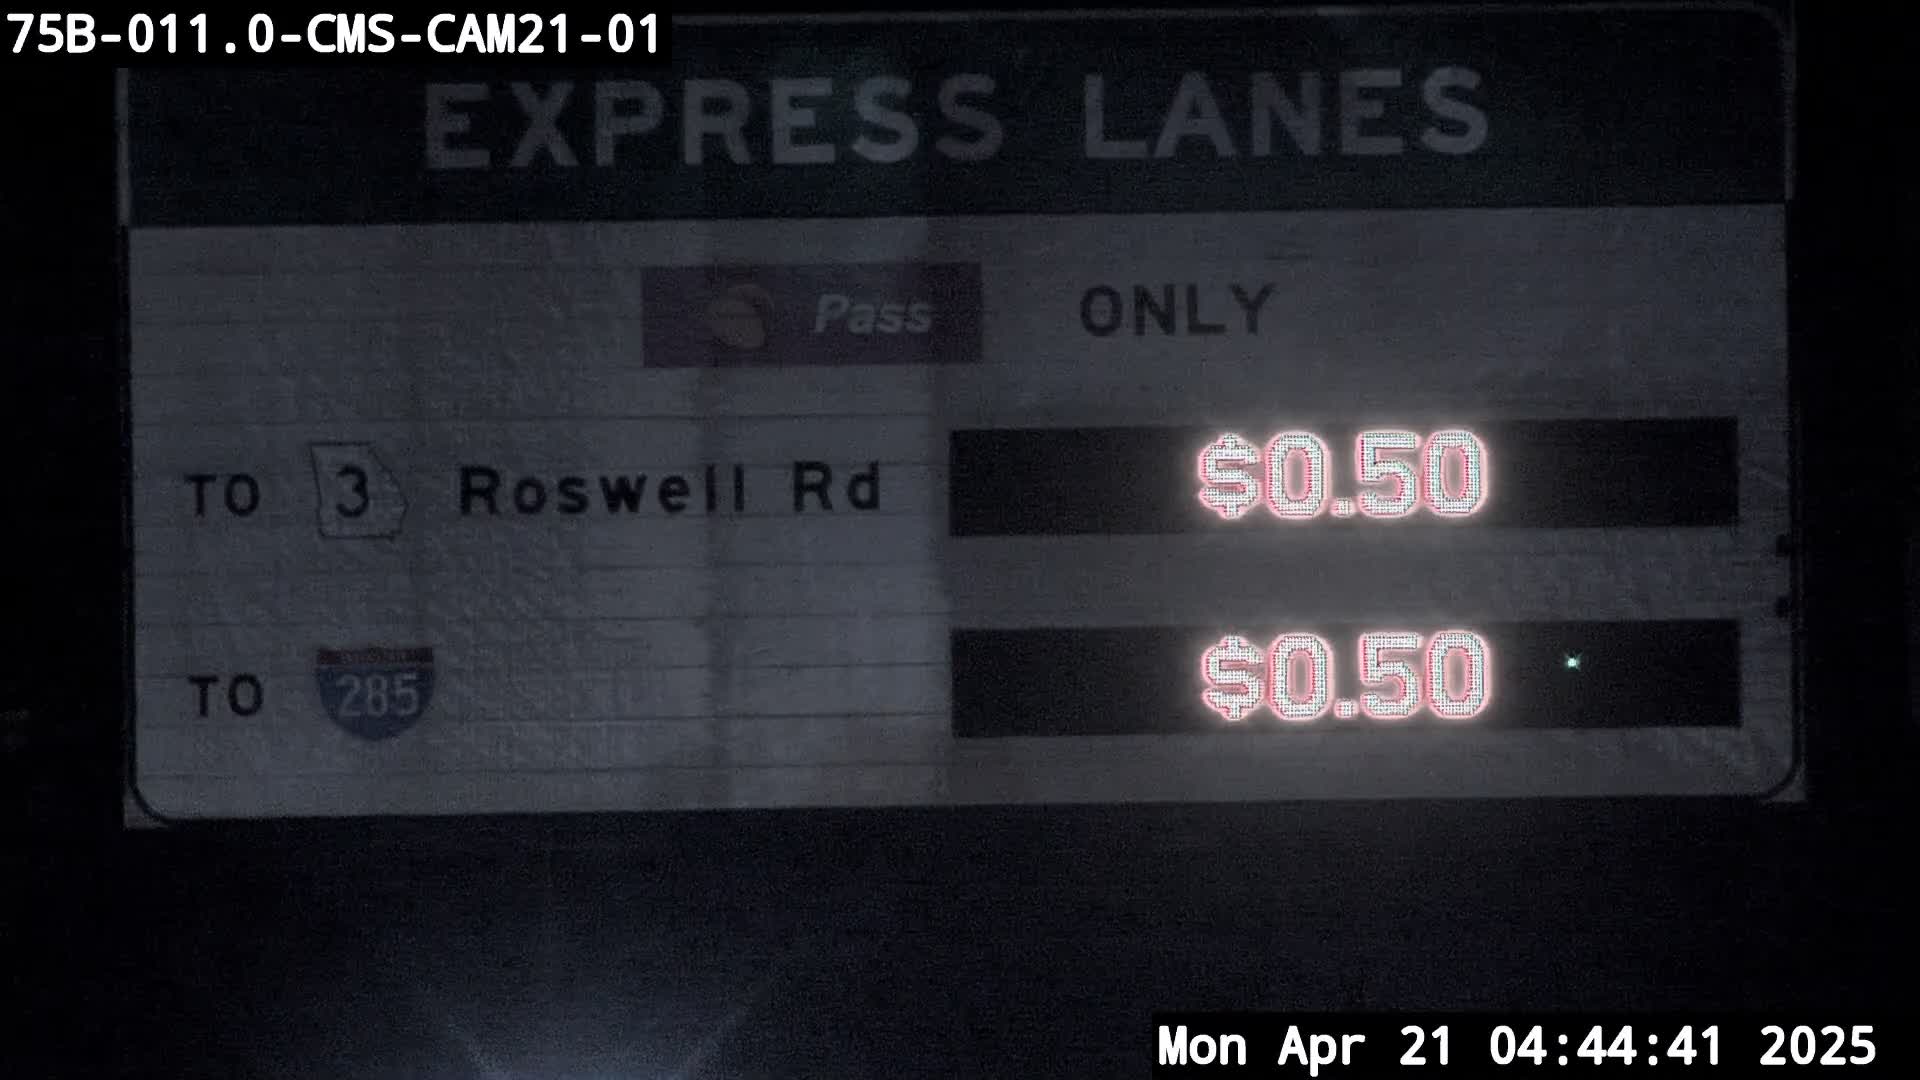 75B-011.0-CMS-CAM21-01
EXPRESS LANES
Pass ONLY
TO 3 Roswell Rd $0.50
TO 285 $0.50
Mon Apr 21 04:44:41 2025